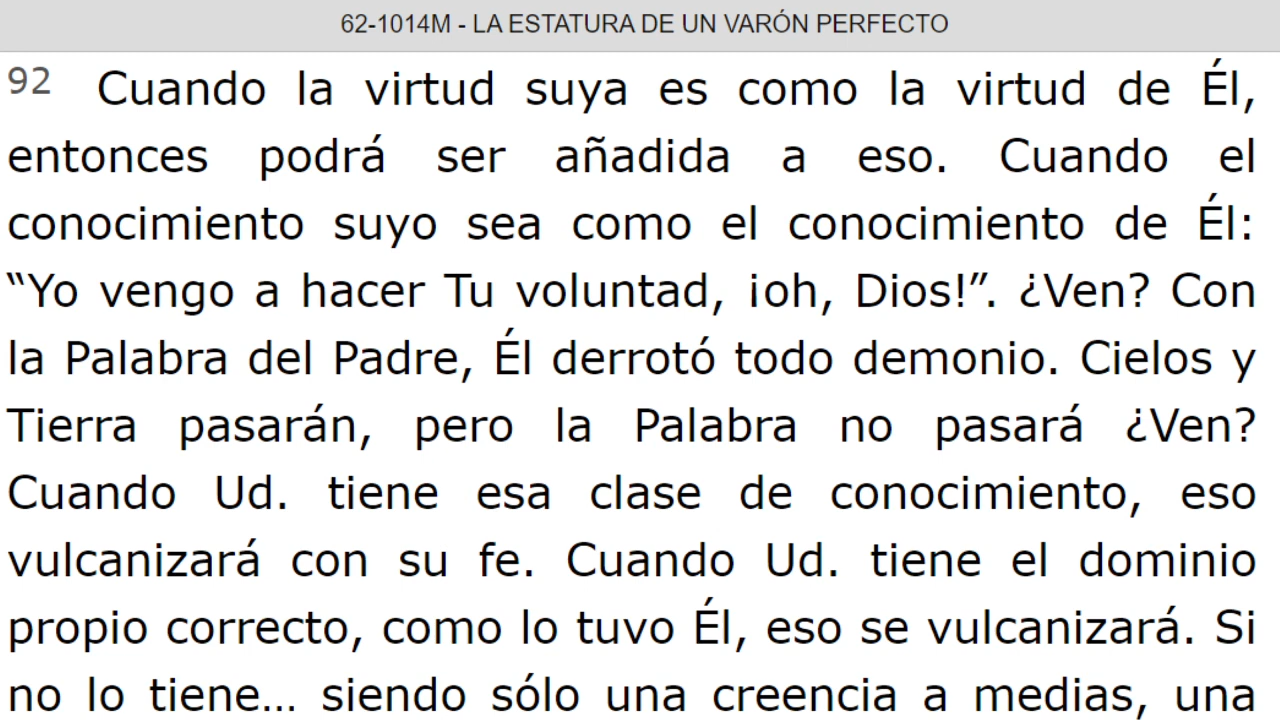 62-1014M - LA ESTATURA DE UN VARÓN PERFECTO
92 Cuando la virtud suya es como la virtud de Él,
entonces podrá ser añadida a eso. Cuando el
conocimiento suyo sea como el conocimiento de Él:
“Yo vengo a hacer Tu voluntad, ¡oh, Dios!”. ¿Ven? Con
la Palabra del Padre, Él derrotó todo demonio. Cielos y
Tierra pasarán, pero la Palabra no pasará ¿Ven?
Cuando Ud. tiene esa clase de conocimiento, eso
vulcanizará con su fe. Cuando Ud. tiene el dominio
propio correcto, como lo tuvo Él, eso se vulcanizará. Si
no lo tiene… siendo sólo una creencia a medias, una